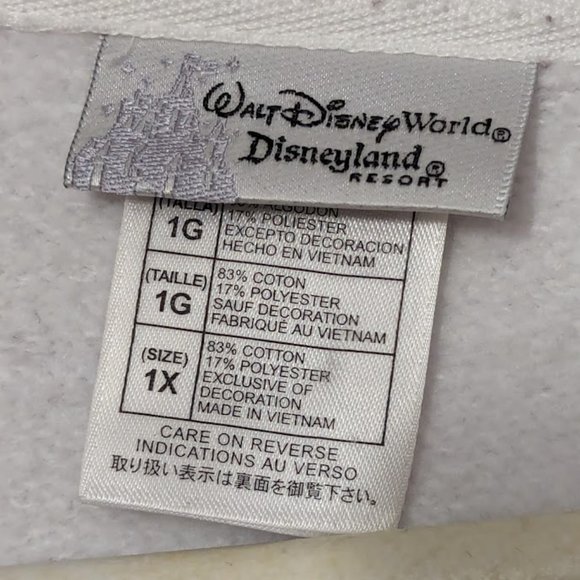 WALT DISNEY World®
Disneyland®
RESORT
(TALLA)
1G
ALGODON
17% POLIESTER
EXCEPTO DECORACION
HECHO EN VIETNAM
(TAILLE)
1G
83% COTON
17% POLYESTER
SAUF DECORATION
FABRIQUÉ AU VIETNAM
(SIZE)
1X
83% COTTON
17% POLYESTER
EXCLUSIVE OF
DECORATION
MADE IN VIETNAM
CARE ON REVERSE
INDICATIONS AU VERSO
取り扱い表示は裏面を御覧下さい。